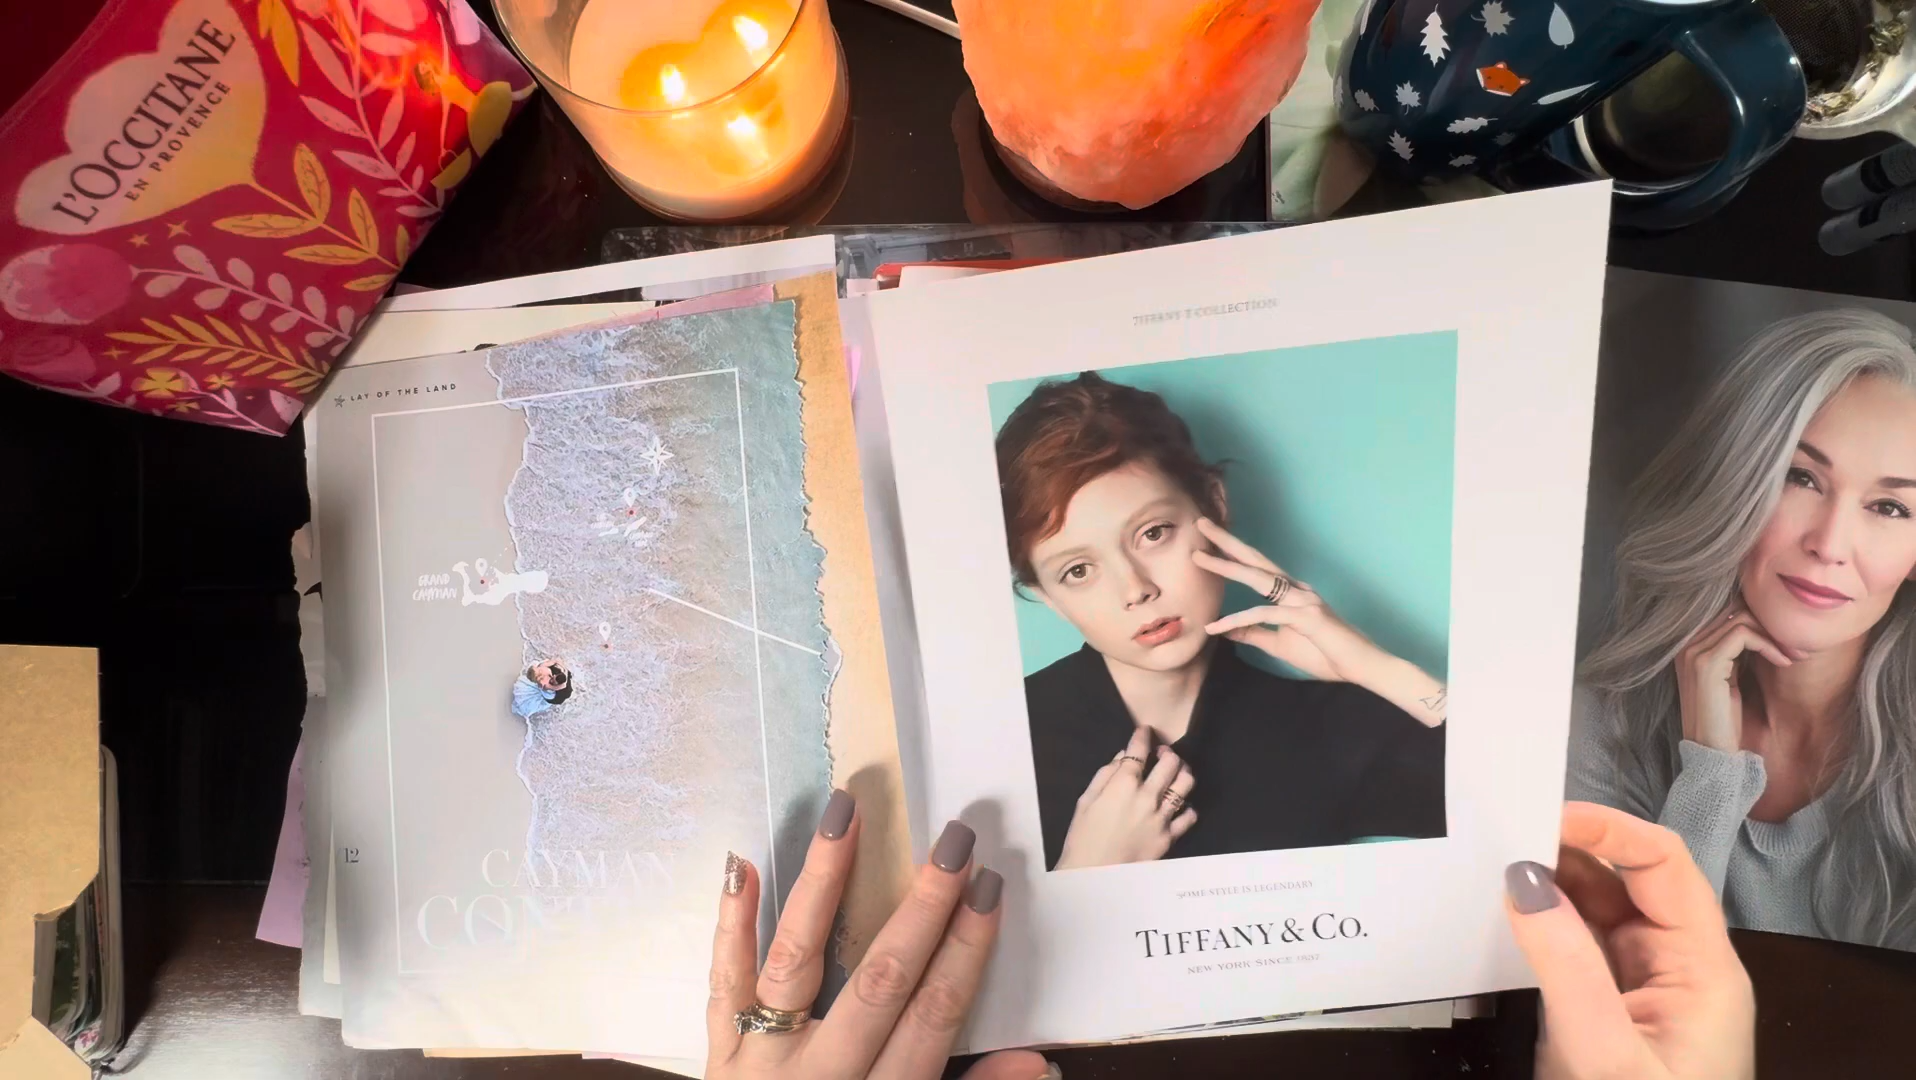 L'OCCITANE
EN PROVENCE
LAY OF THE LAND
GRAND
CAYMAN
12
CAYMAN
TIFFANY T COLLECTION
SOME STYLE IS LEGENDARY
TIFFANY & CO.
NEW YORK SINCE 1837